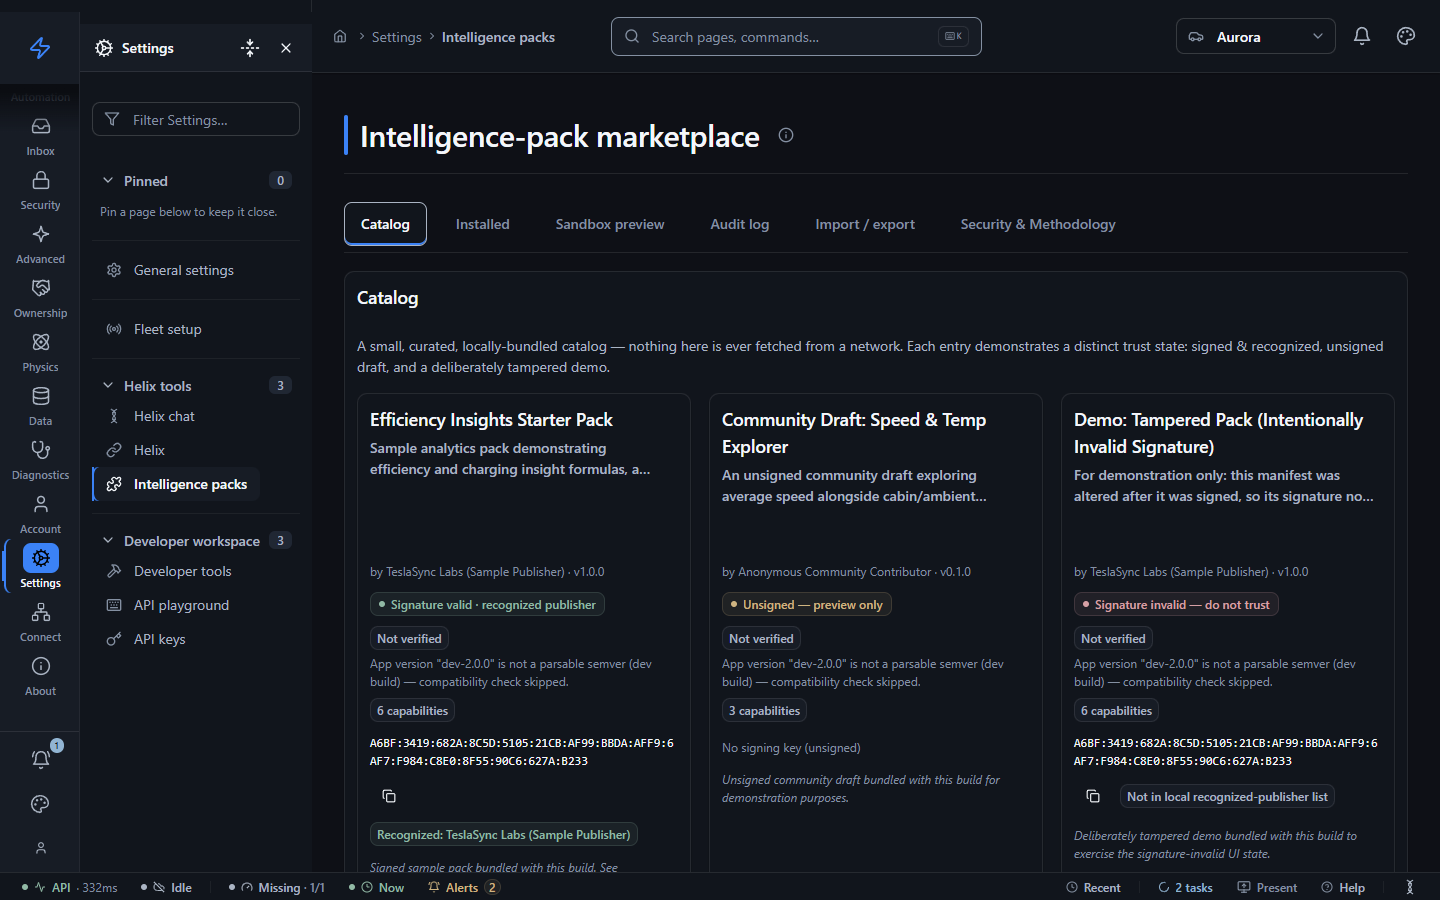 Automation
Inbox
Security
Advanced
Ownership
Physics
Data
Diagnostics
Account
Settings
Connect
About
1
Settings
Filter Settings...
Pinned
0
Pin a page below to keep it close.
General settings
Fleet setup
Helix tools
3
Helix chat
Helix
Intelligence packs
Developer workspace
3
Developer tools
API playground
API keys
Settings
Intelligence packs
Search pages, commands...
K
Aurora
Intelligence-pack marketplace
Catalog
Installed
Sandbox preview
Audit log
Import / export
Security & Methodology
Catalog
A small, curated, locally-bundled catalog — nothing here is ever fetched from a network. Each entry demonstrates a distinct trust state: signed & recognized, unsigned
draft, and a deliberately tampered demo.
Efficiency Insights Starter Pack
Sample analytics pack demonstrating
efficiency and charging insight formulas, a...
by TeslaSync Labs (Sample Publisher) · v1.0.0
Signature valid · recognized publisher
Not verified
App version "dev-2.0.0" is not a parsable semver (dev
build) — compatibility check skipped.
6 capabilities
A6BF:3419:682A:8C5D:5105:21CB:AF99:BBDA:AFF9:6
AF7:F984:C8E0:8F55:90C6:627A:B233
Recognized: TeslaSync Labs (Sample Publisher)
Signed sample pack bundled with this build. See
Community Draft: Speed & Temp
Explorer
An unsigned community draft exploring
average speed alongside cabin/ambient...
by Anonymous Community Contributor · v0.1.0
Unsigned — preview only
Not verified
App version "dev-2.0.0" is not a parsable semver (dev
build) — compatibility check skipped.
3 capabilities
No signing key (unsigned)
Unsigned community draft bundled with this build for
demonstration purposes.
Demo: Tampered Pack (Intentionally
Invalid Signature)
For demonstration only: this manifest was
altered after it was signed, so its signature no...
by TeslaSync Labs (Sample Publisher) · v1.0.0
Signature invalid — do not trust
Not verified
App version "dev-2.0.0" is not a parsable semver (dev
build) — compatibility check skipped.
6 capabilities
A6BF:3419:682A:8C5D:5105:21CB:AF99:BBDA:AFF9:6
AF7:F984:C8E0:8F55:90C6:627A:B233
Not in local recognized-publisher list
Deliberately tampered demo bundled with this build to
exercise the signature-invalid UI state.
API · 332ms
Idle
Missing · 1/1
Now
Alerts 2
Recent
2 tasks
Present
Help